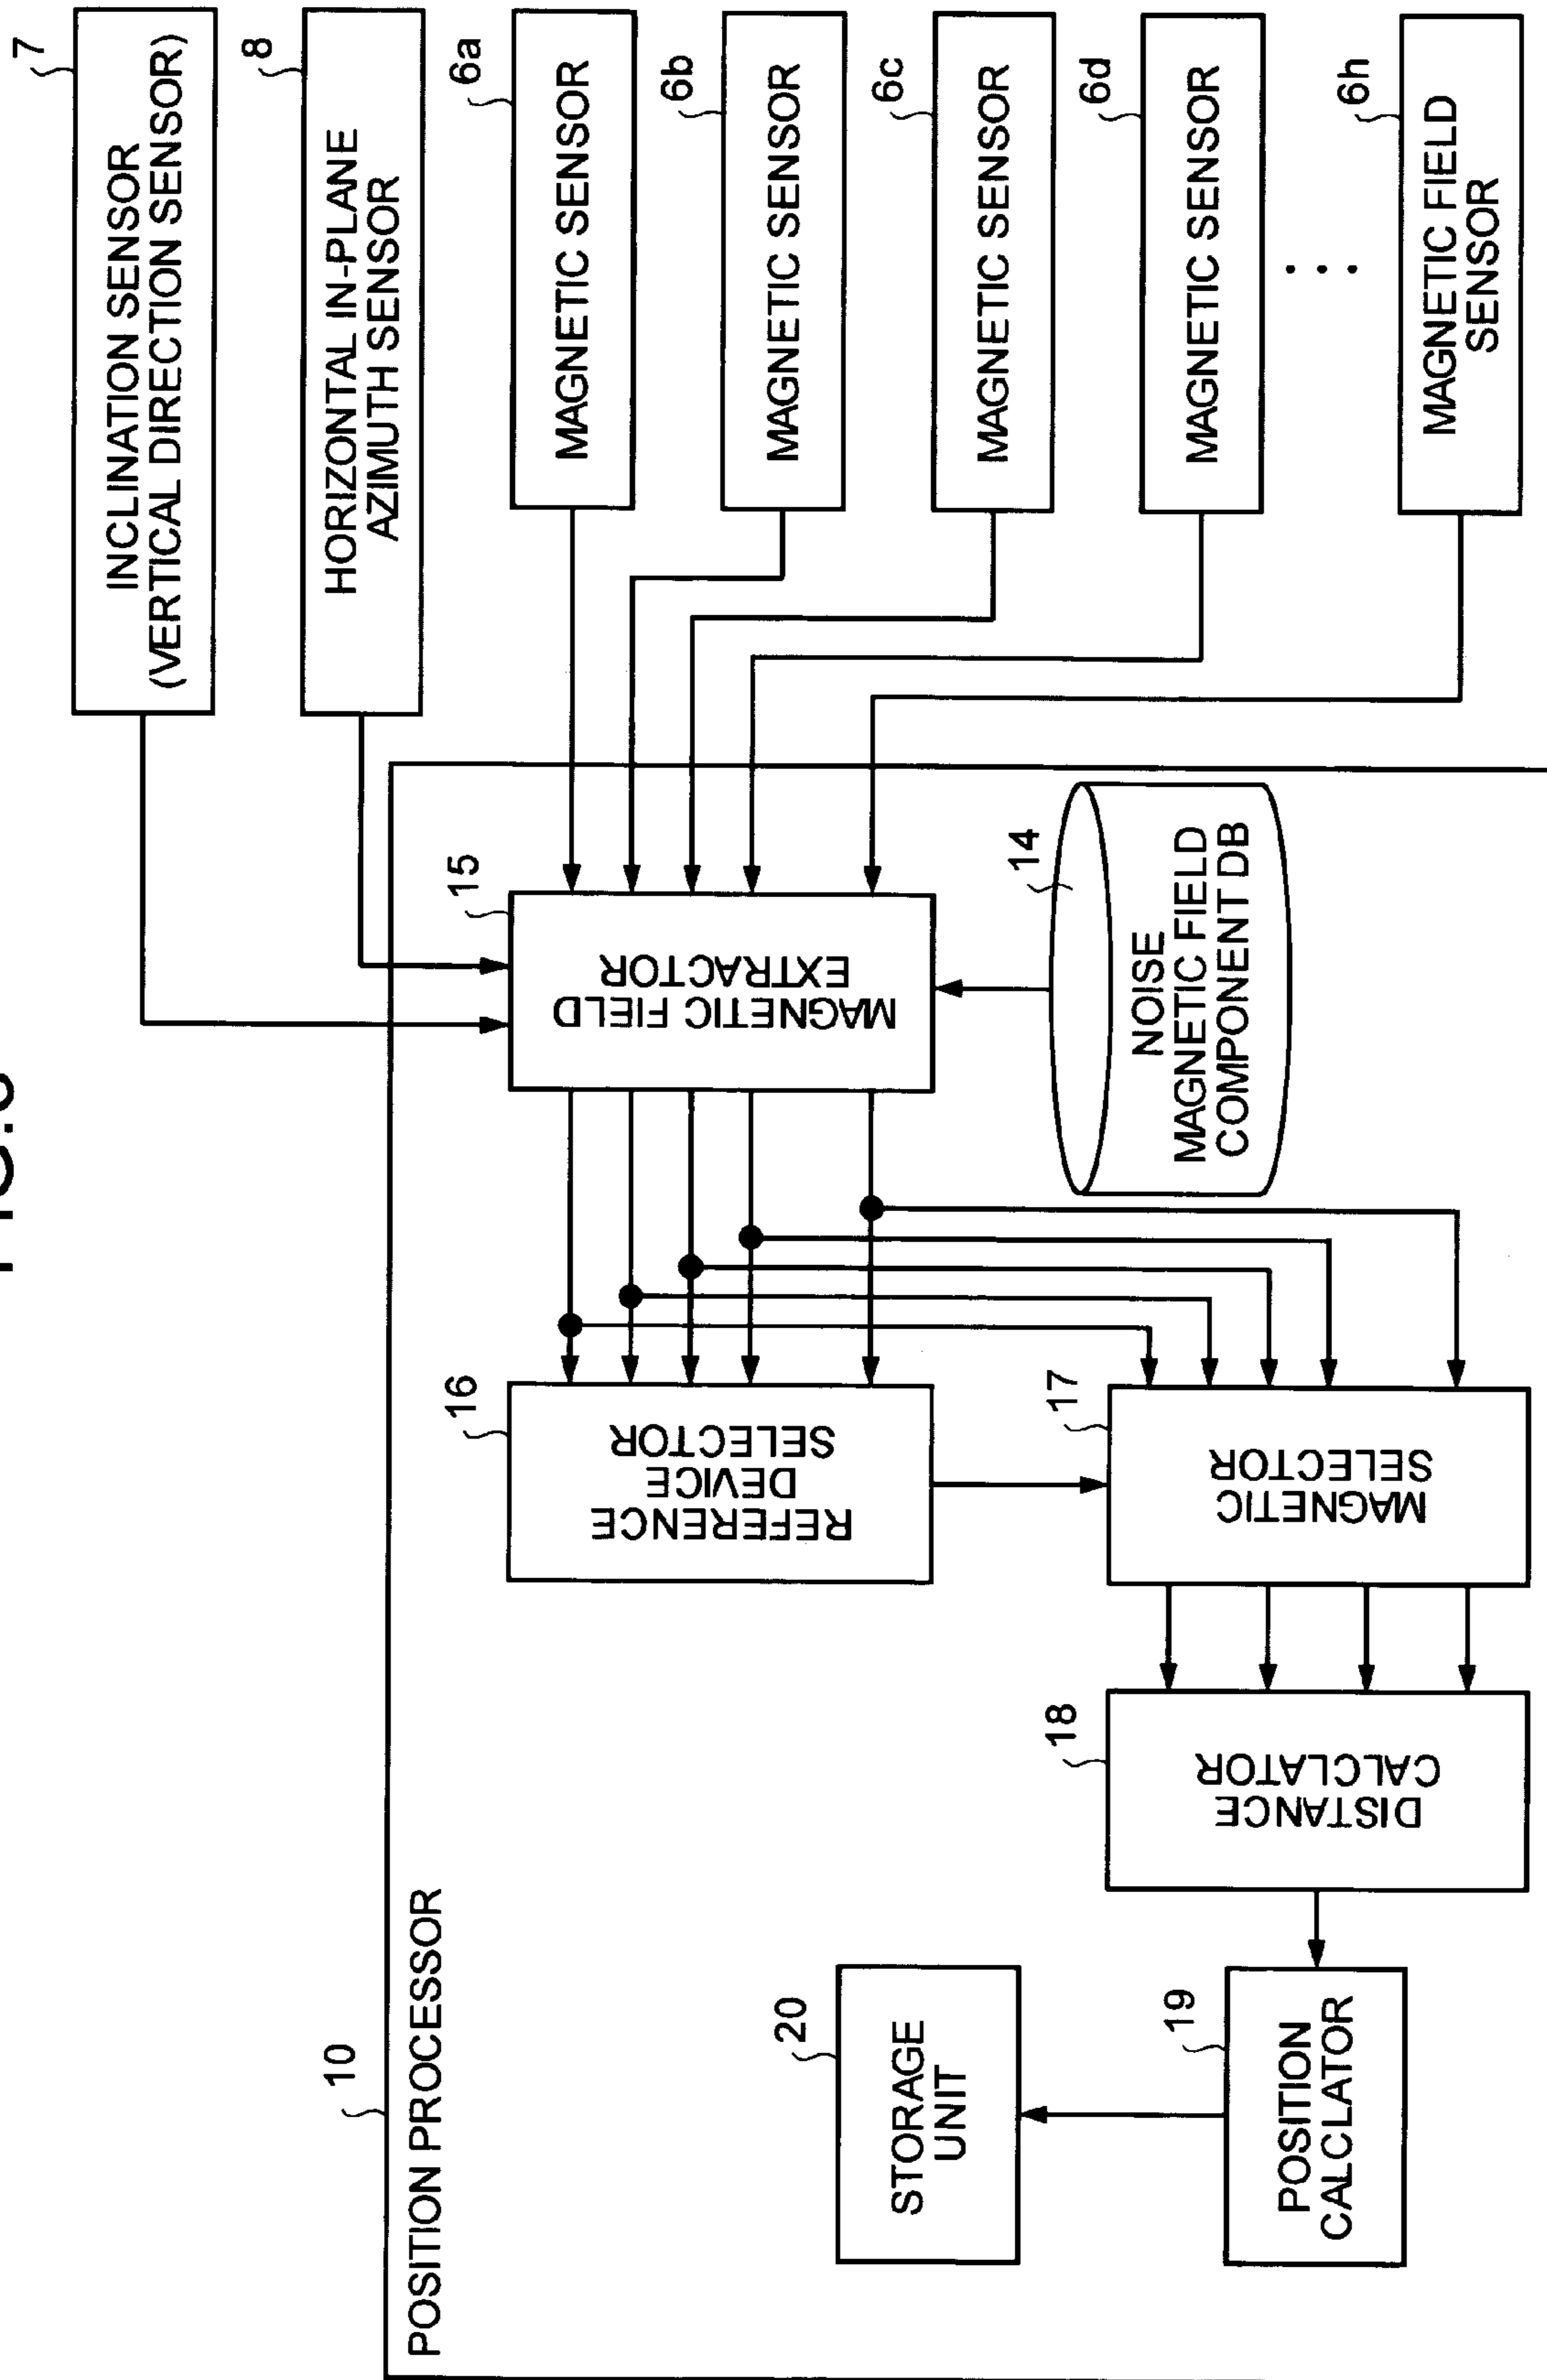 7
INCLINATION SENSOR
(VERTICAL DIRECTION SENSOR)
8
HORIZONTAL IN-PLANE
AZIMUTH SENSOR
6a
MAGNETIC SENSOR
6b
MAGNETIC SENSOR
6c
MAGNETIC SENSOR
6d
MAGNETIC SENSOR
...
6h
MAGNETIC FIELD
SENSOR
10
POSITION PROCESSOR
15
MAGNETIC FIELD
EXTRACTOR
14
NOISE
MAGNETIC FIELD
COMPONENT DB
16
REFERENCE
DEVICE
SELECTOR
17
MAGNETIC
SELECTOR
18
DISTANCE
CALCLATOR
19
POSITION
CALCLATOR
20
STORAGE
UNIT